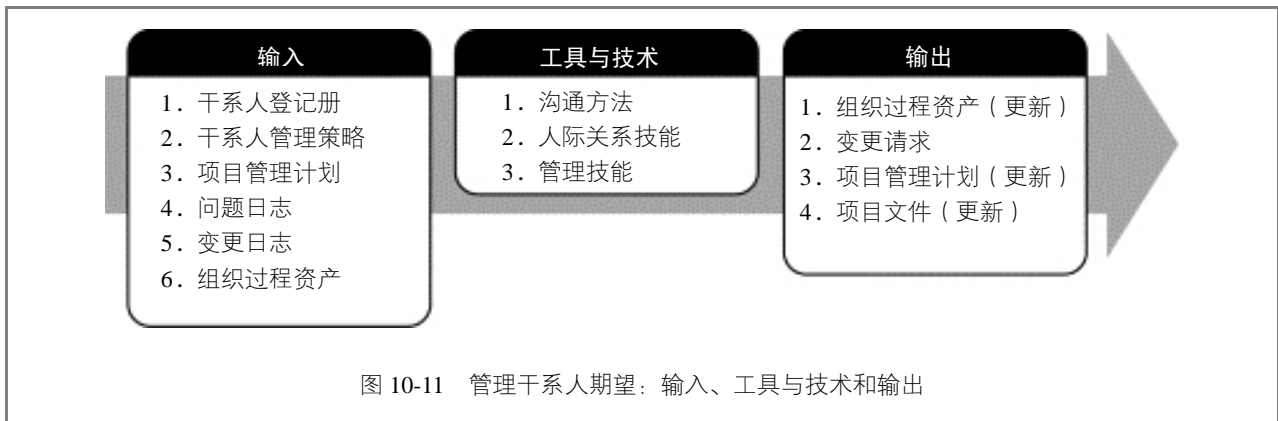 输入
1. 干系人登记册
2. 干系人管理策略
3. 项目管理计划
4. 问题日志
5. 变更日志
6. 组织过程资产
工具与技术
1. 沟通方法
2. 人际关系技能
3. 管理技能
输出
1. 组织过程资产（更新）
2. 变更请求
3. 项目管理计划（更新）
4. 项目文件（更新）
图 10-11 管理干系人期望：输入、工具与技术和输出